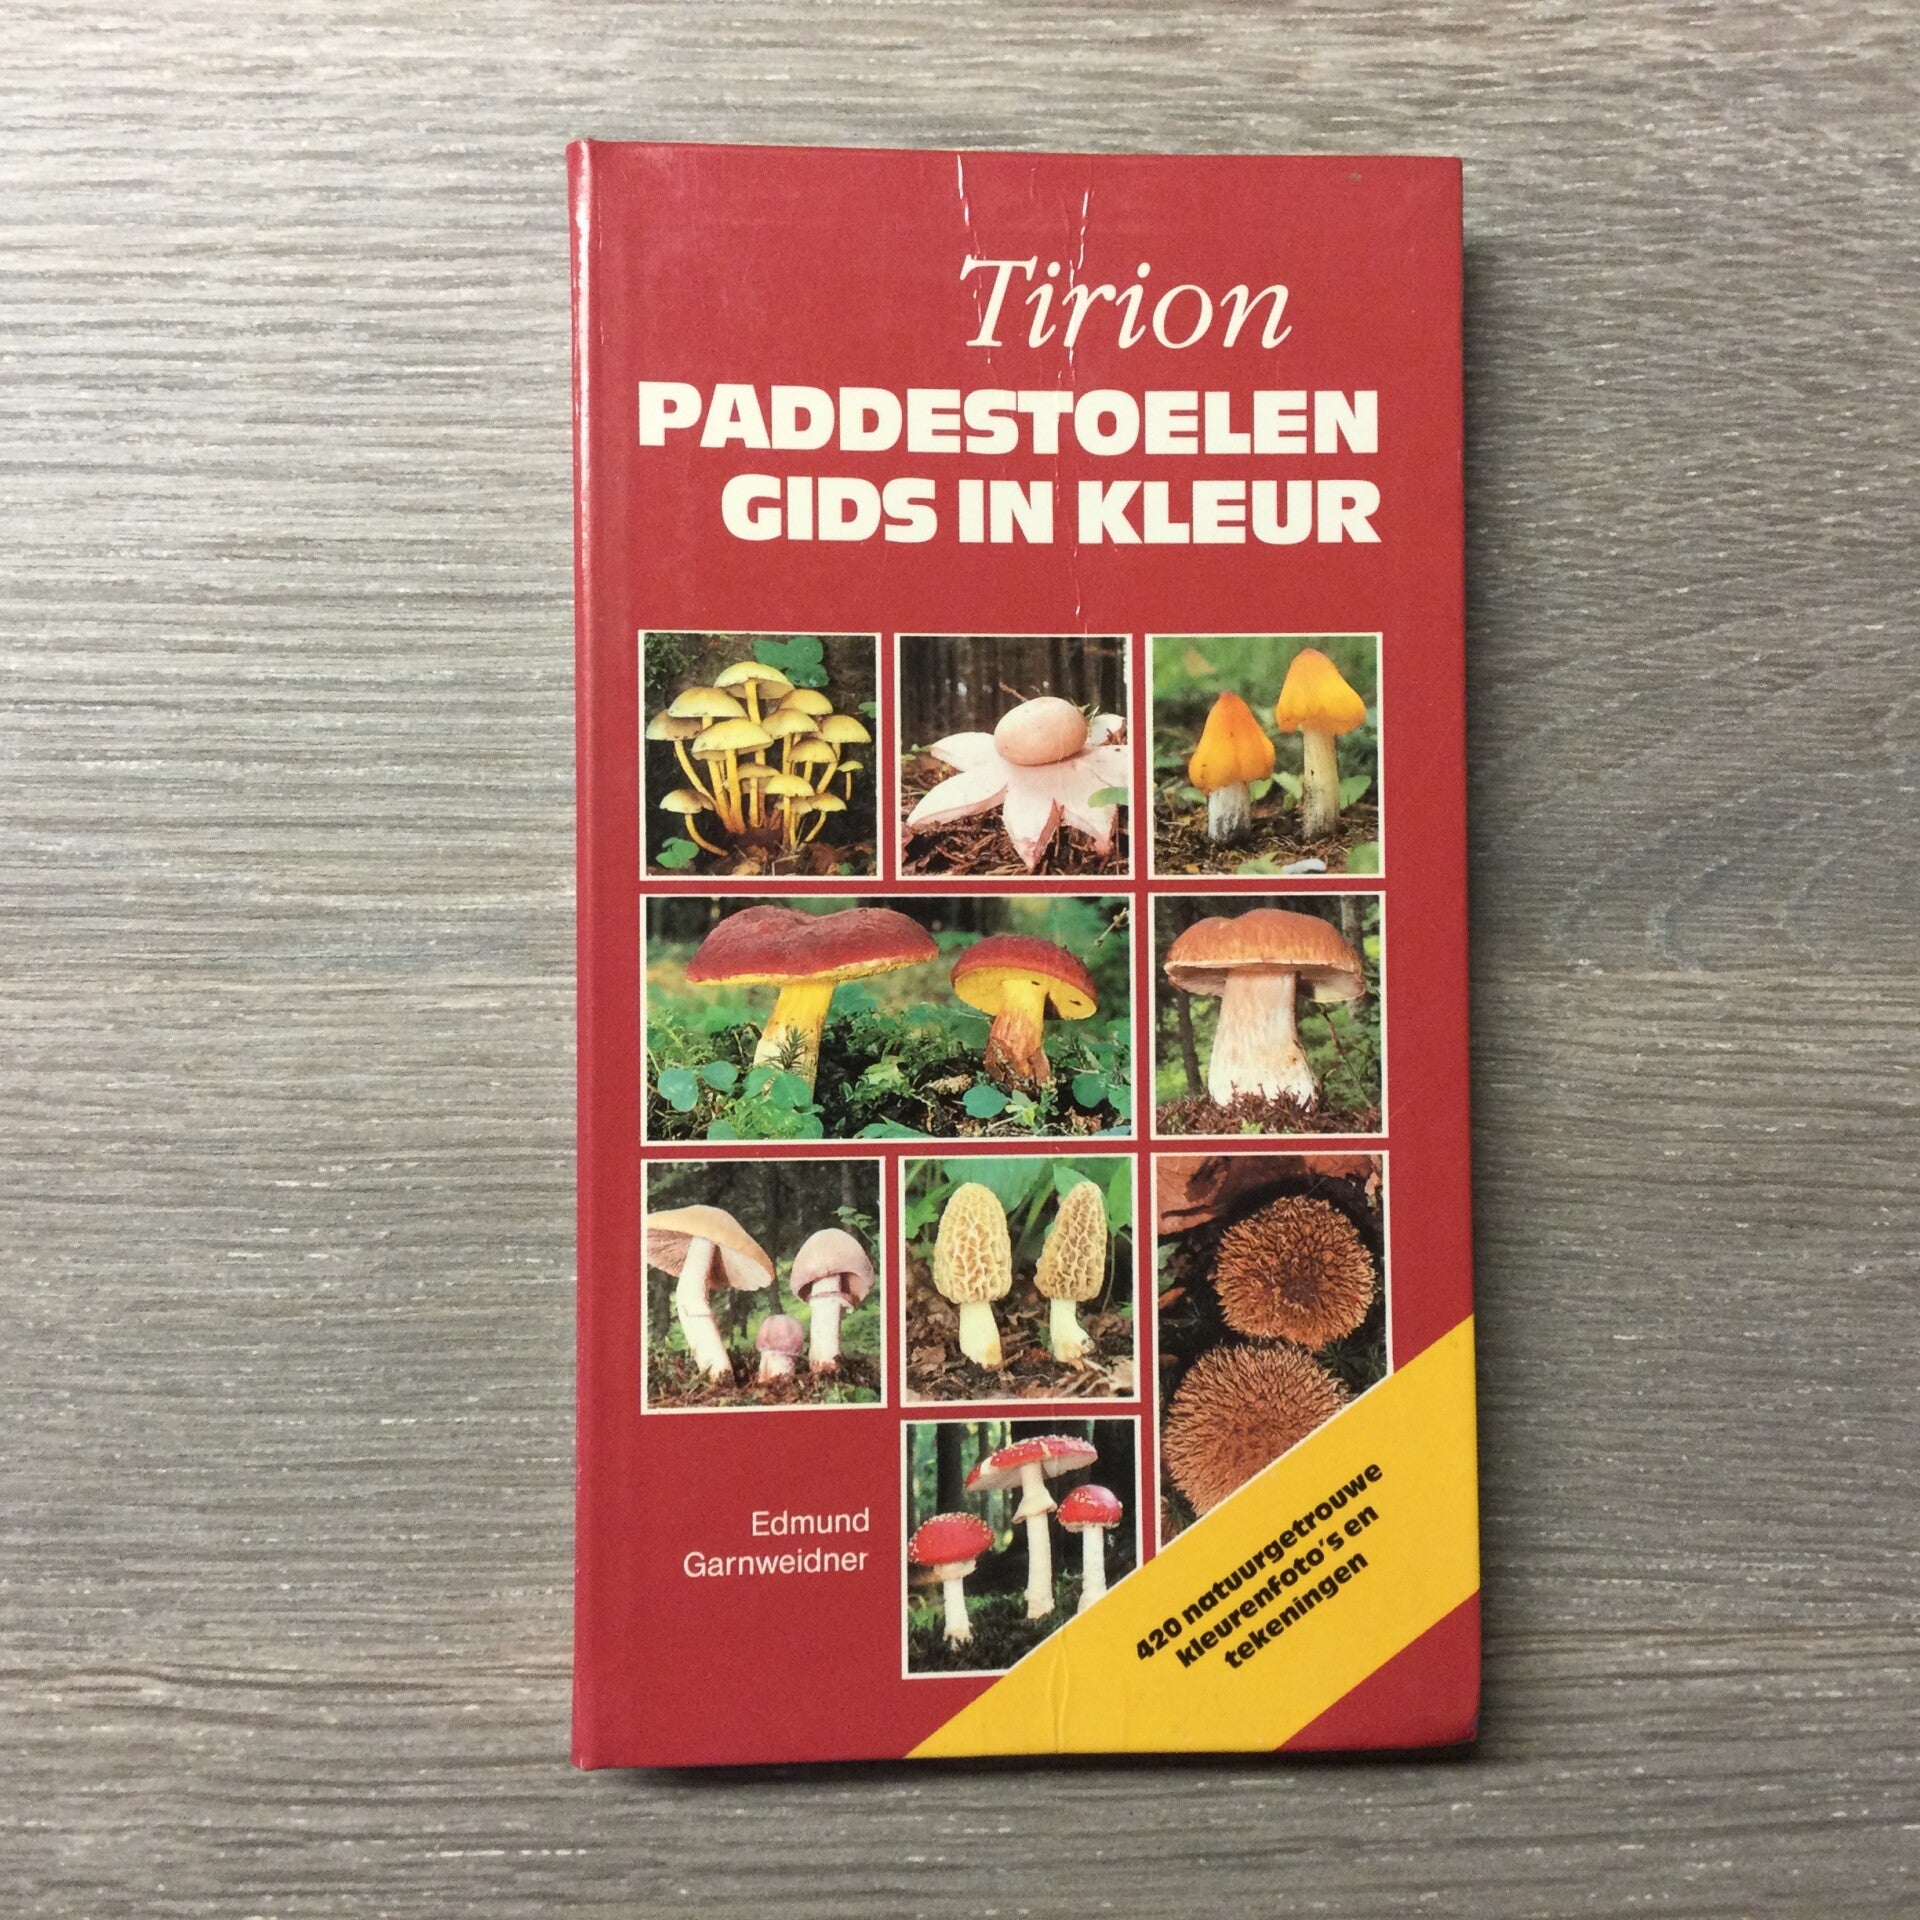 Tirion
PADDESTOELEN
GIDS IN KLEUR
Edmund
Garnweidner
420 natuurgetrouwe
kleurenfoto's en
tekeningen